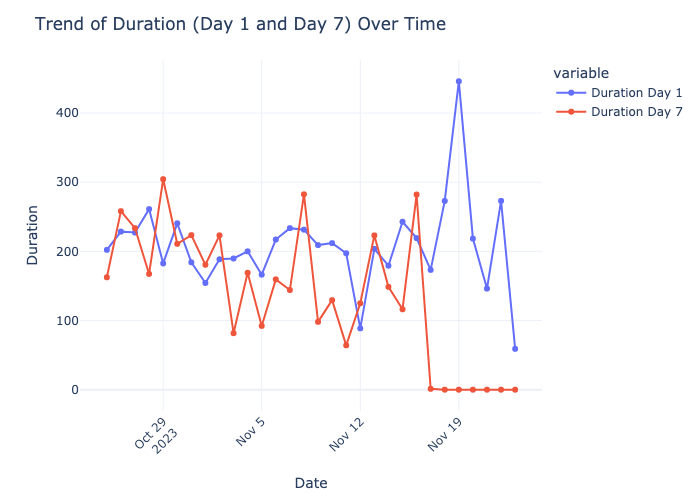 Trend of Duration (Day 1 and Day 7) Over Time
variable
Duration Day 1
Duration Day 7
Duration
400
300
200
100
0
Oct 29
2023
Nov 5
Nov 12
Nov 19
Date